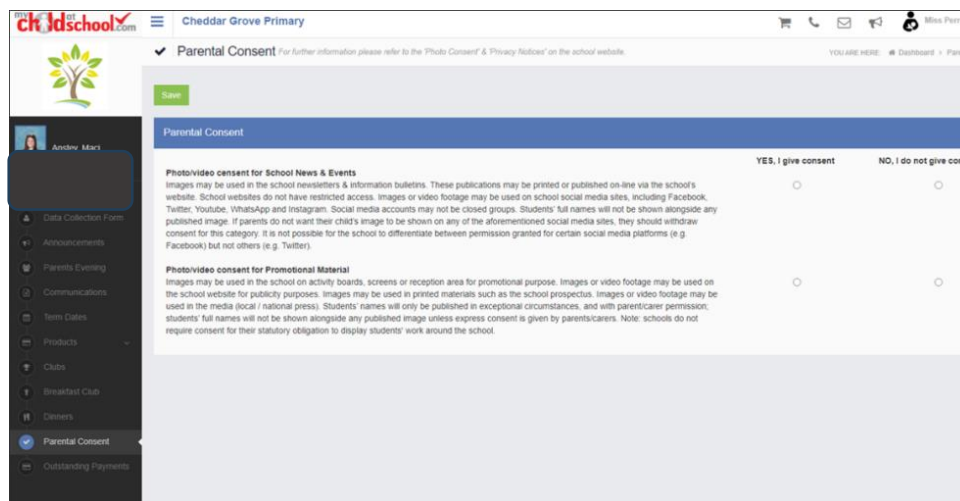 my
ch ld at school.com
Cheddar Grove Primary
Miss Perr
Parental Consent For further information please refer to the 'Photo Consent' & 'Privacy Notices' on the school website.
YOU ARE HERE: Dashboard > Pare
Save
Anstey, Maci
Parental Consent
YES, I give consent
NO, I do not give con
Photo/video censent for School News & Events
Images may be used in the school newsletters & information bulletins. These publications may be printed or published on-line via the school's
website. School websites do not have restricted access. Images or video footage may be used on school social media sites, including Facebook,
Twitter, Youtube, WhatsApp and Instagram. Social media accounts may not be closed groups. Students' full names will not be shown alongside any
published image. If parents do not want their child's image to be shown on any of the aforementioned social media sites, they should withdraw
consent for this category. It is not possible for the school to differentiate between permission granted for certain social media platforms (e.g.
Facebook) but not others (e.g. Twitter).
Photo/video consent for Promotional Material
Images may be used in the school on activity boards, screens or reception area for promotional purpose. Images or video footage may be used on
the school website for publicity purposes. Images may be used in printed materials such as the school prospectus. Images or video footage may be
used in the media (local / national press). Students' names will only be published in exceptional circumstances, and with parent/carer permission;
students' full names will not be shown alongside any published image unless express consent is given by parents/carers. Note: schools do not
require consent for their statutory obligation to display students' work around the school.
Data Collection Form
Announcements
Parents Evening
Communications
Term Dates
Products
Clubs
Breakfast Club
Dinners
Parental Consent
Outstanding Payments